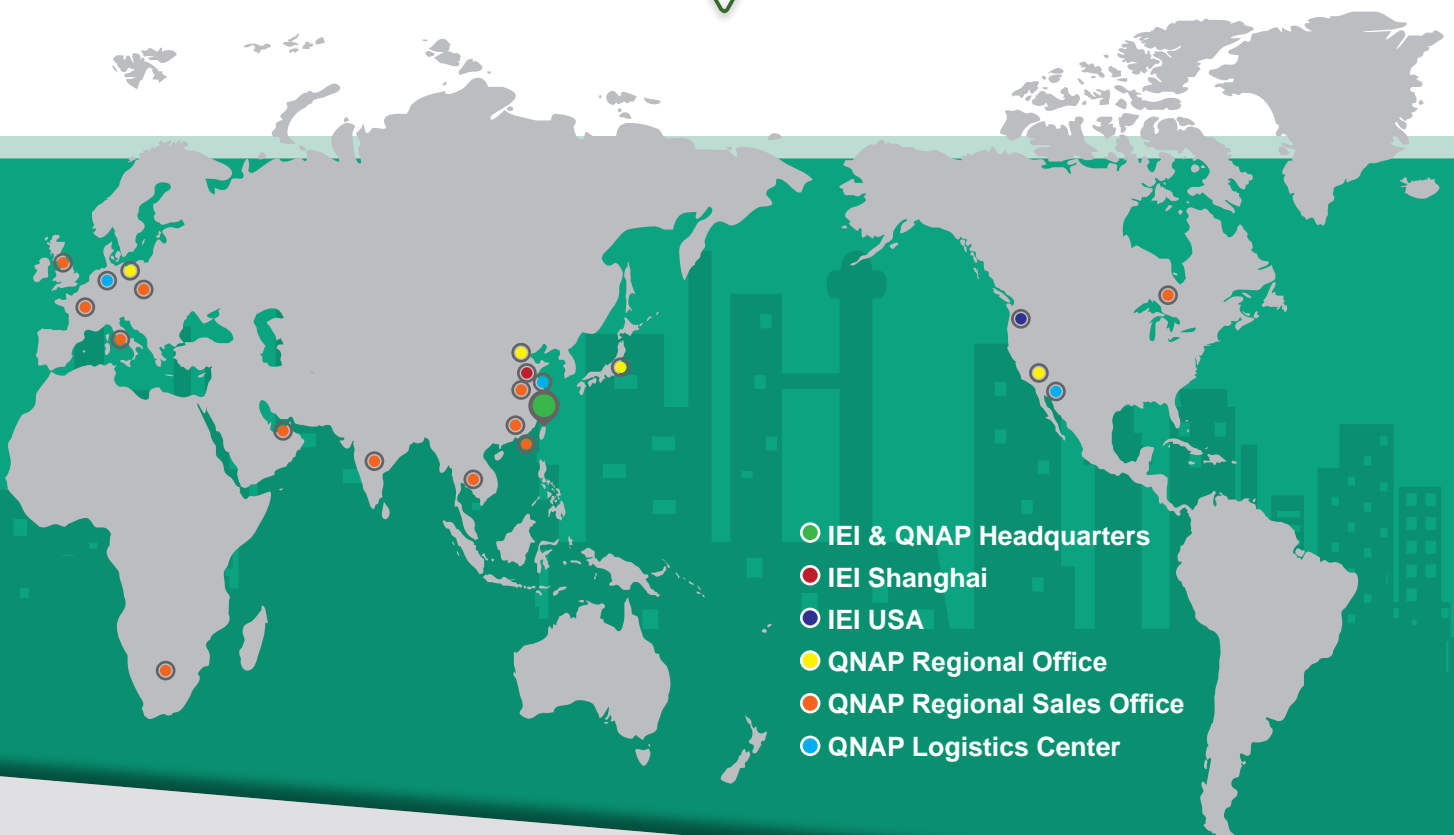 IEI & QNAP Headquarters
IEI Shanghai
IEI USA
QNAP Regional Office
QNAP Regional Sales Office
QNAP Logistics Center